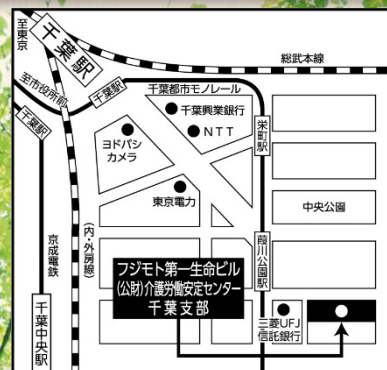 至東京
千葉駅
総武本線
至市役所前
千葉駅
千葉都市モノレール
千葉興業銀行
NTT
千葉駅
ヨドバシ
カメラ
栄町駅
東京電力
中央公園
京成電鉄
(内・外房線)
葭川公園駅
フジモト第一生命ビル
(公財)介護労働安定センター
千葉支部
千葉中央駅
三菱UFJ
信託銀行